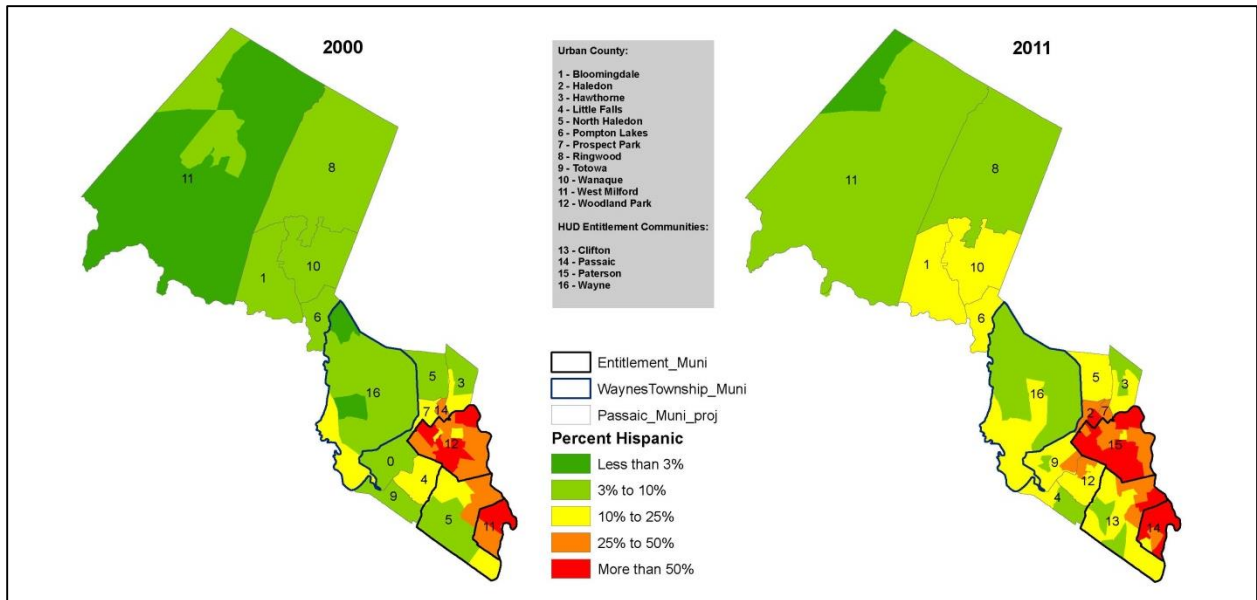 2000
2011
Urban County:
1 - Bloomingdale
2 - Haledon
3 - Hawthorne
4 - Little Falls
5 - North Haledon
6 - Pompton Lakes
7 - Prospect Park
8 - Ringwood
9 - Totowa
10 - Wanaque
11 - West Milford
12 - Woodland Park
HUD Entitlement Communities:
13 - Clifton
14 - Passaic
15 - Paterson
16 - Wayne
Entitlement_Muni
WaynesTownship_Muni
Passaic_Muni_proj
Percent Hispanic
Less than 3%
3% to 10%
10% to 25%
25% to 50%
More than 50%
8
11
10
1
6
16
5
3
7
14
12
0
4
9
5
11
8
11
10
1
6
16
5
3
2
7
15
9
12
4
13
14